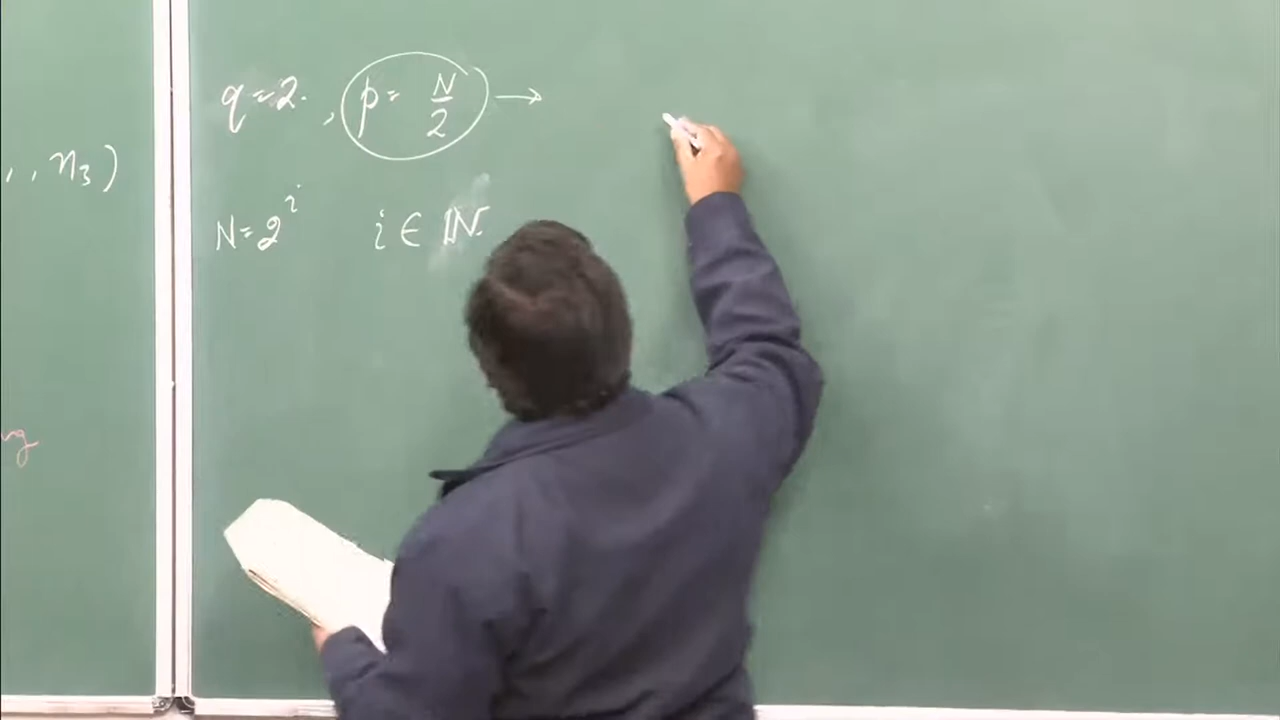 , , n₃)
q = 2. , p = N/2 →
N = 2^i i ∈ ℕ.